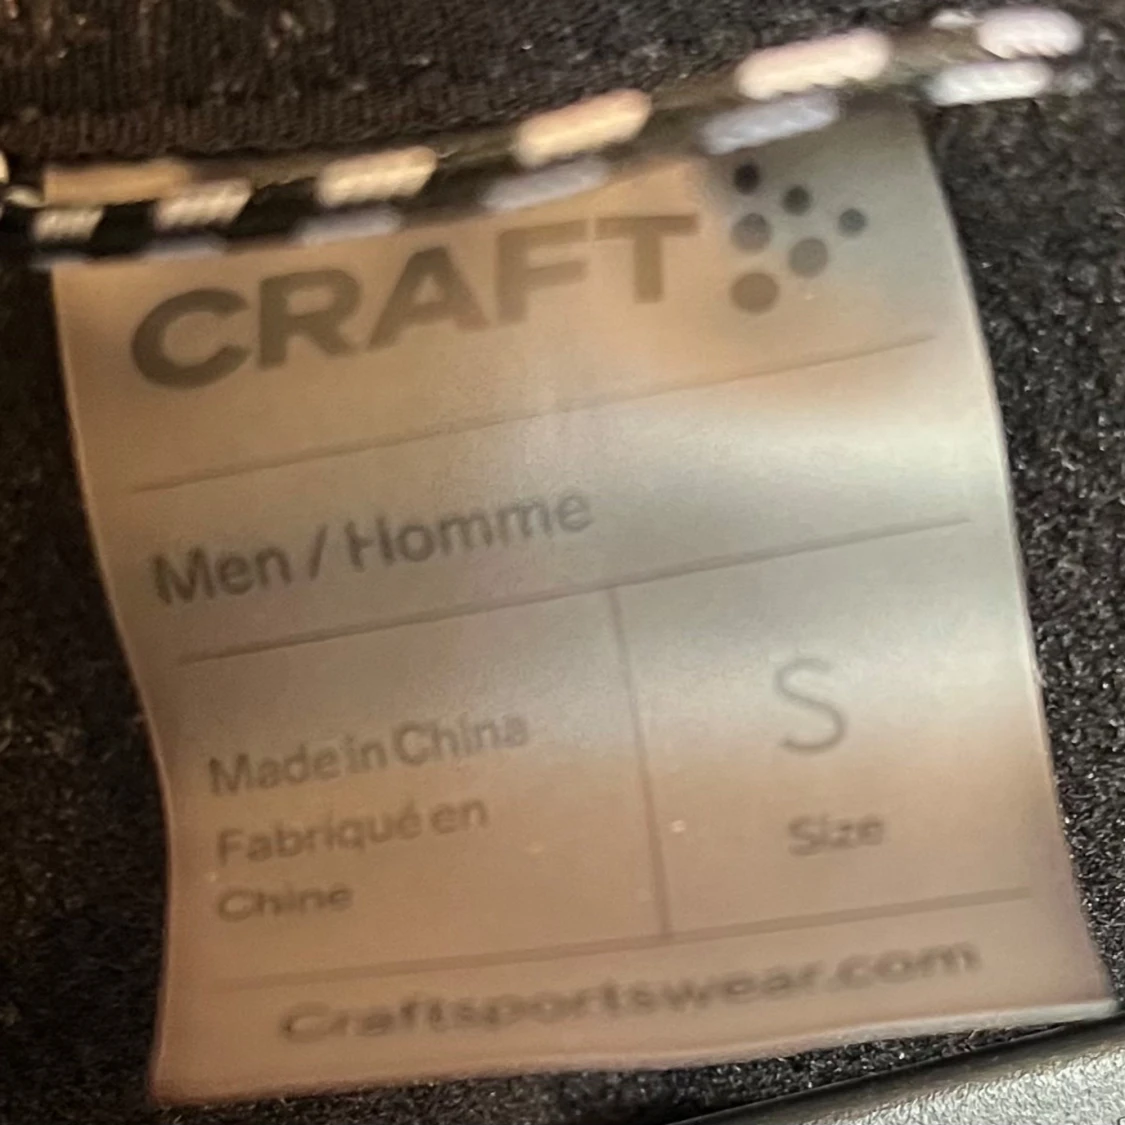 CRAFT
Men / Homme
Made in China
Fabriqué en
Chine
S
Size
Craftsportswear.com